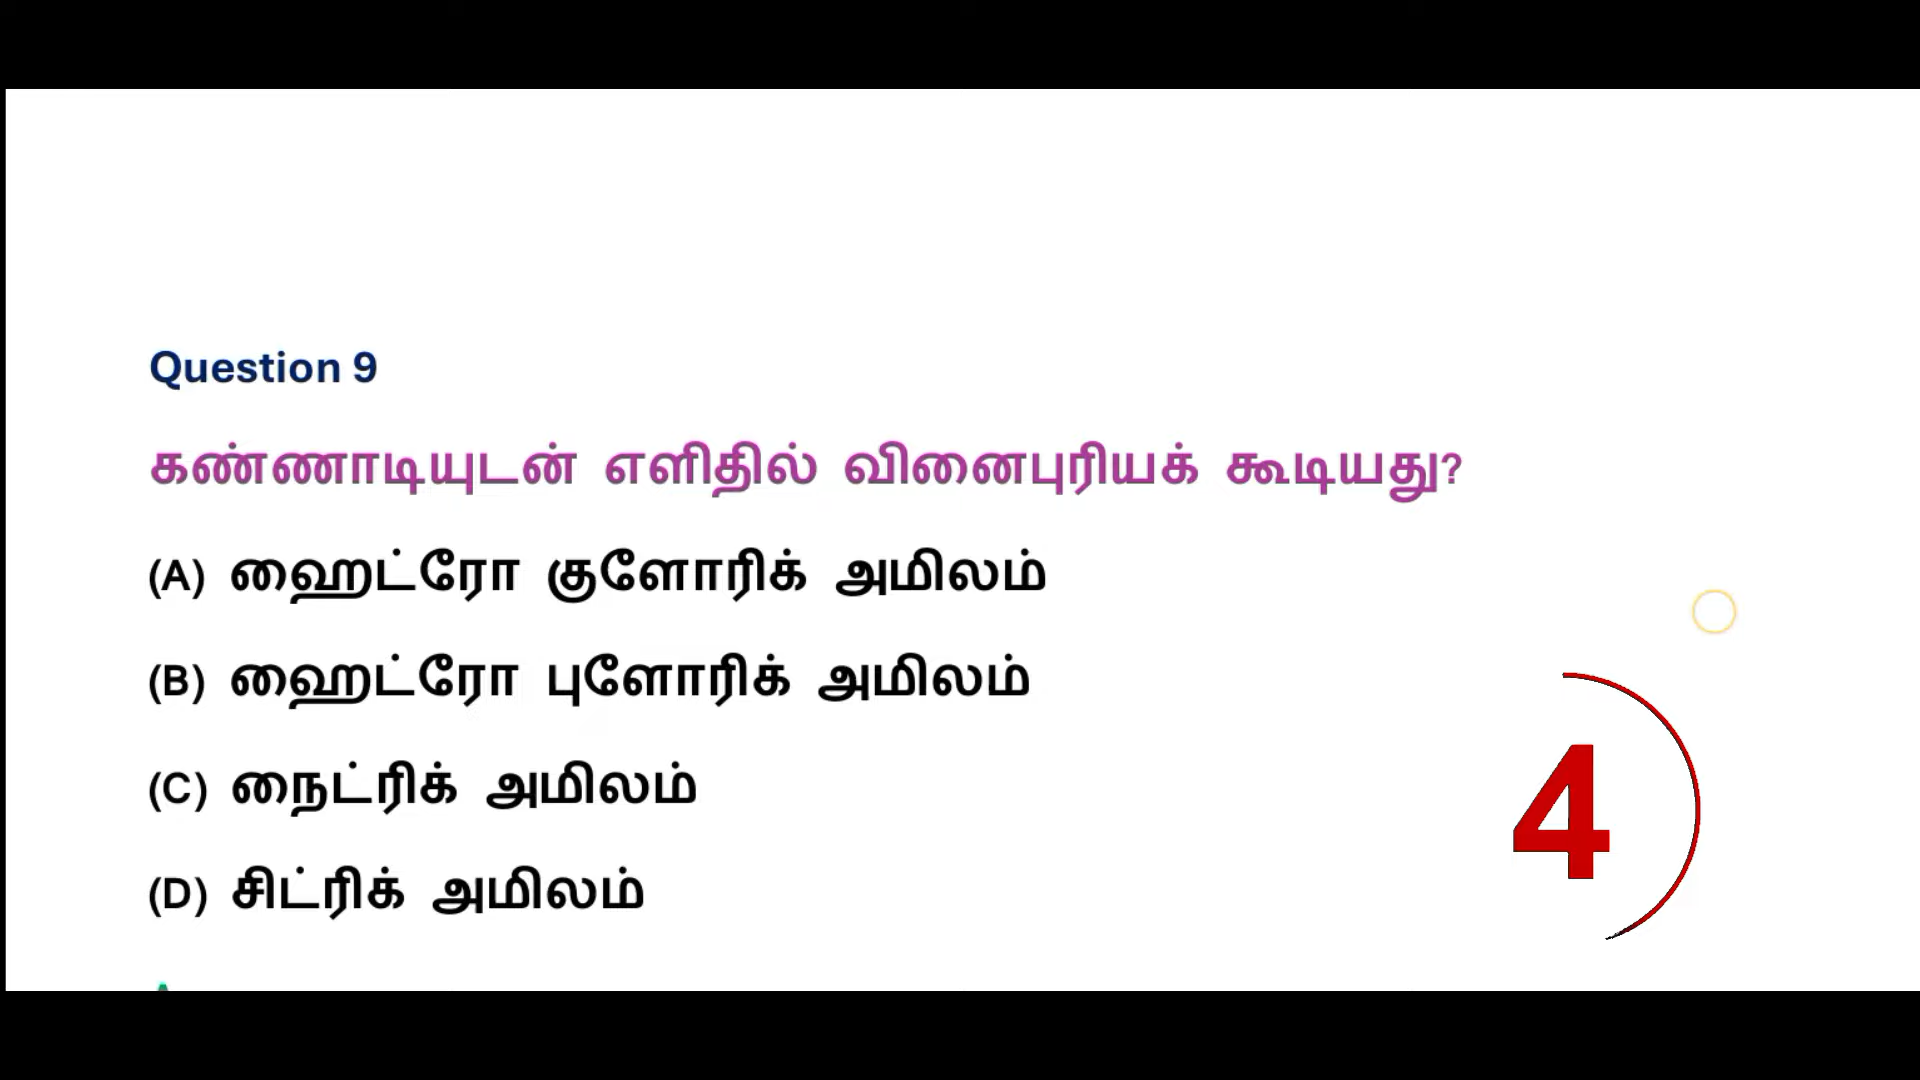 Question 9
கண்ணாடியுடன் எளிதில் வினைபுரியக் கூடியது?
(A) ஹைட்ரோ குளோரிக் அமிலம்
(B) ஹைட்ரோ புளோரிக் அமிலம்
(C) நைட்ரிக் அமிலம்
(D) சிட்ரிக் அமிலம்
4